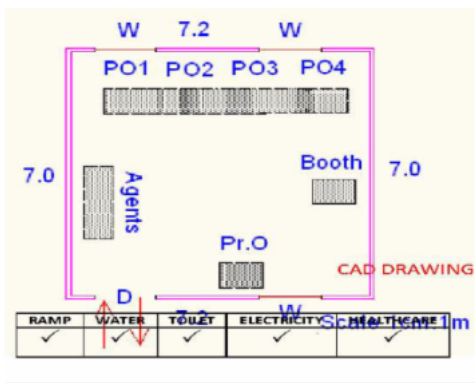 W 7.2 W
PO1 PO2 PO3 PO4
7.0 Agents Booth 7.0
Pr.O
CAD DRAWING
D 7.2 W
Scale 1cm:1m
RAMP WATER TOILET ELECTRICITY HEALTHCARE
✓ ✓ ✓ ✓ ✓